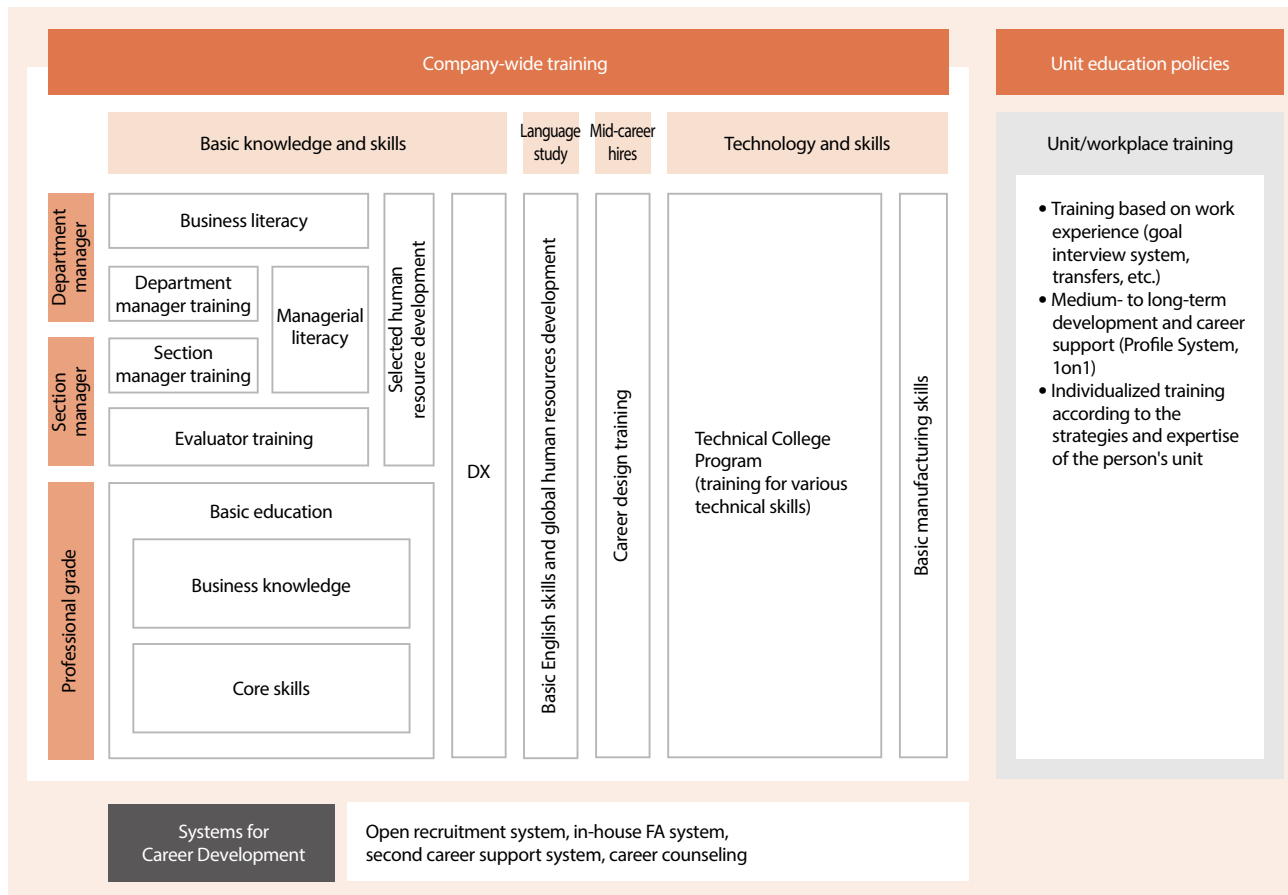 Company-wide training
Unit education policies
Basic knowledge and skills
Language
study
Mid-career
hires
Technology and skills
Unit/workplace training
Department
manager
Section
manager
Professional grade
Business literacy
Department
manager training
Managerial
literacy
Section
manager training
Evaluator training
Selected human
resource development
Basic education
Business knowledge
Core skills
DX
Basic English skills and global human resources development
Career design training
Technical College
Program
(training for various
technical skills)
Basic manufacturing skills
• Training based on work
experience (goal
interview system,
transfers, etc.)
• Medium- to long-term
development and career
support (Profile System,
1on1)
• Individualized training
according to the
strategies and expertise
of the person's unit
Systems for
Career Development
Open recruitment system, in-house FA system,
second career support system, career counseling